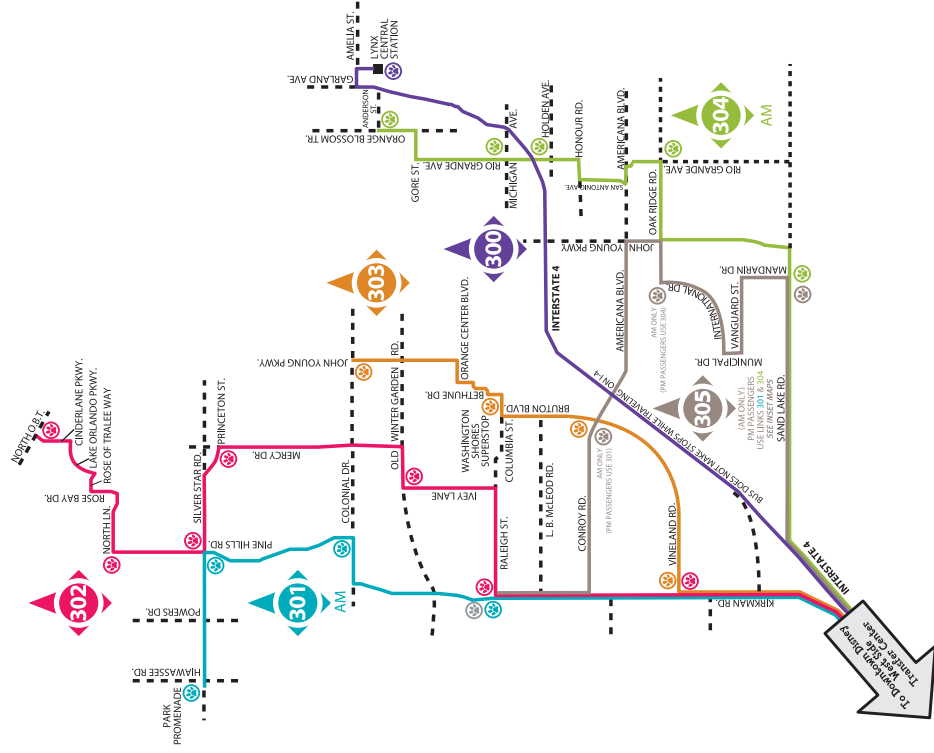 AMELIA ST.
LYNX
CENTRAL
STATION
GARLAND AVE.
ANDERSON
ST.
ORANGE BLOSSOM TR.
GORE ST.
RIO GRANDE AVE.
MICHIGAN AVE.
HOLDEN AVE.
HONOUR RD.
SAN ANTONIO AVE.
AMERICANA BLVD.
OAK RIDGE RD.
RIO GRANDE AVE.
304
AM
300
JOHN YOUNG PKWY
INTERSTATE 4
AMERICANA BLVD.
AM ONLY
(PM PASSENGERS USE 304)
INTERNATIONAL DR.
MANDARIN DR.
VANGUARD ST.
MUNICIPAL DR.
305
(AM ONLY)
PM PASSENGERS
USE LINKS 301 & 304
SEE INSET MAPS
SAND LAKE RD.
BUS DOES NOT MAKE STOPS WHILE TRAVELING ON I-4
303
JOHN YOUNG PKWY.
ORANGE CENTER BLVD.
BETHUNE DR.
WASHINGTON
SHORES
SUPERSTOP
BRUTON BLVD.
COLUMBIA ST.
L. B. McLEOD RD.
CONROY RD.
AM ONLY
(PM PASSENGERS USE 301)
VINELAND RD.
NORTH O.B.T.
CINDERLANE PKWY.
LAKE ORLANDO PKWY.
ROSE OF TRALEE WAY
ROSE BAY DR.
NORTH LN.
SILVER STAR RD.
PRINCETON ST.
MERCY DR.
COLONIAL DR.
OLD WINTER GARDEN RD.
IVEY LANE
RALEIGH ST.
PINE HILLS RD.
302
301
AM
POWERS DR.
HIAWASSEE RD.
PARK
PROMENADE
KIRKMAN RD.
INTERSTATE 4
To Downtown Disney
West Side
Transfer Center